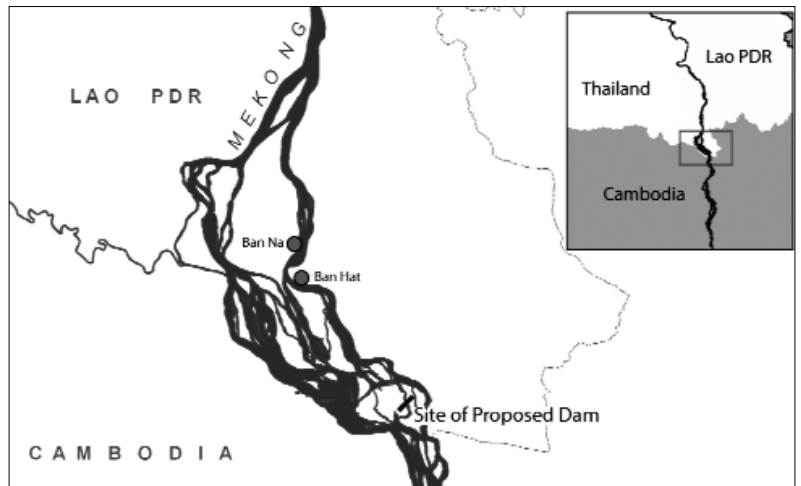 MEKONG
LAO PDR
Ban Na
Ban Hat
Site of Proposed Dam
CAMBODIA
Lao PDR
Thailand
Cambodia